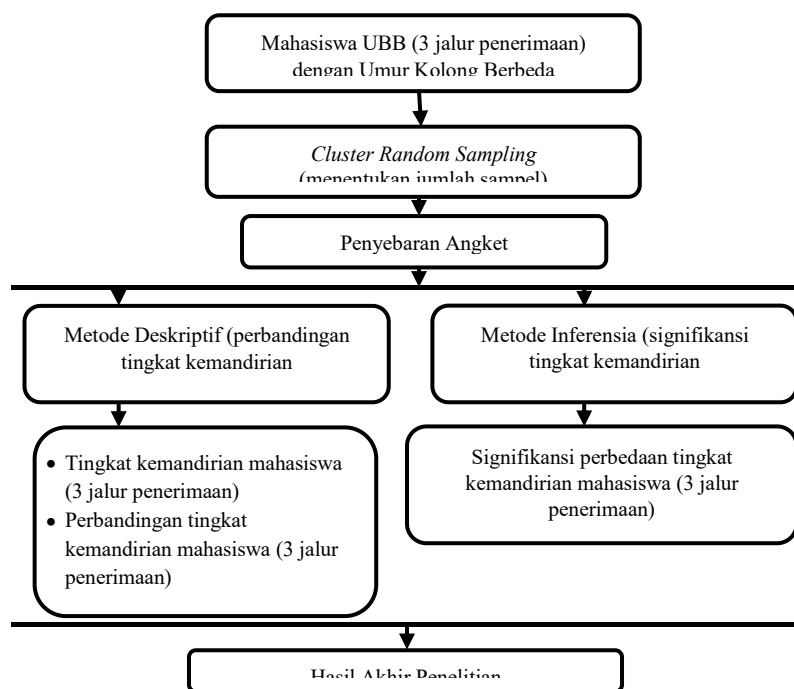 Mahasiswa UBB (3 jalur penerimaan)
dengan Umur Kolong Berbeda
Cluster Random Sampling
(menentukan jumlah sampel)
Penyebaran Angket
Metode Deskriptif (perbandingan
tingkat kemandirian
Metode Inferensia (signifikansi
tingkat kemandirian
• Tingkat kemandirian mahasiswa
(3 jalur penerimaan)
• Perbandingan tingkat
kemandirian mahasiswa (3 jalur
penerimaan)
Signifikansi perbedaan tingkat
kemandirian mahasiswa (3 jalur
penerimaan)
Hasil Akhir Penelitian